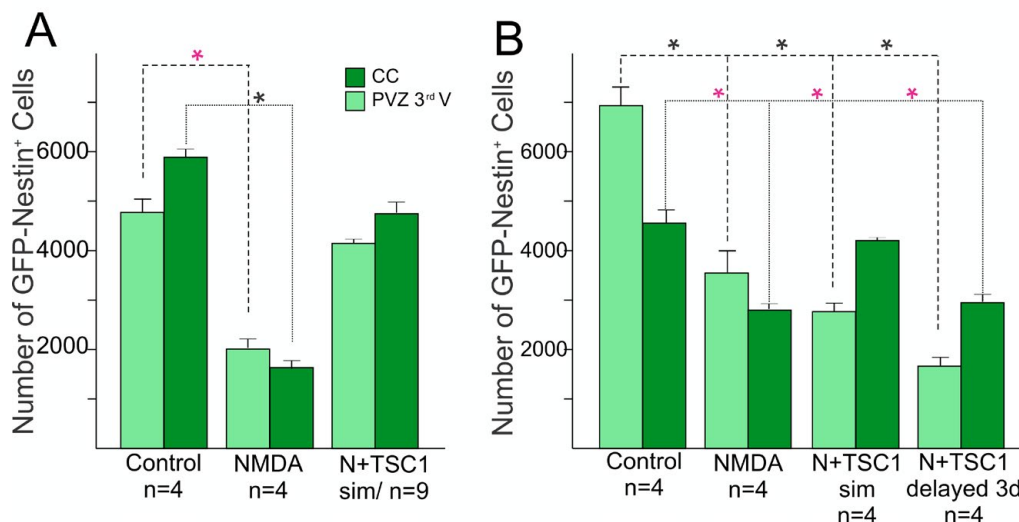 A
Number of GFP-Nestin⁺ Cells
6000
4000
2000
*
*
CC
PVZ 3rd V
Control
n=4
NMDA
n=4
N+TSC1
sim/ n=9
B
Number of GFP-Nestin⁺ Cells
6000
4000
2000
* * *
* * *
Control
n=4
NMDA
n=4
N+TSC1
sim
n=4
N+TSC1
delayed 3d
n=4